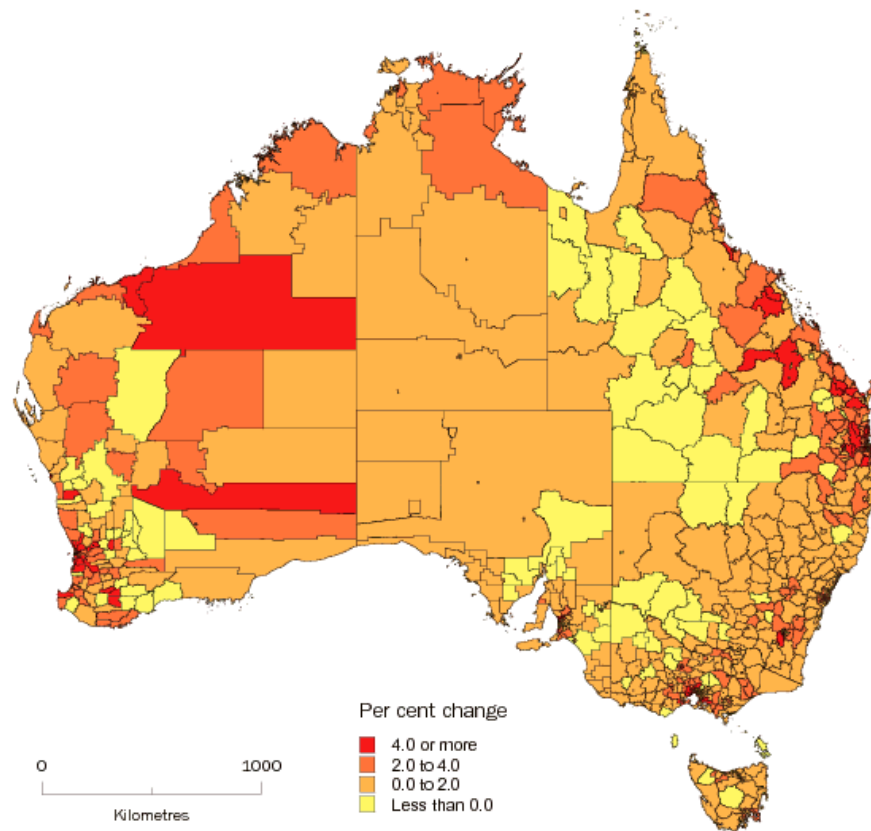 Per cent change
4.0 or more
2.0 to 4.0
0.0 to 2.0
Less than 0.0
0 1000
Kilometres